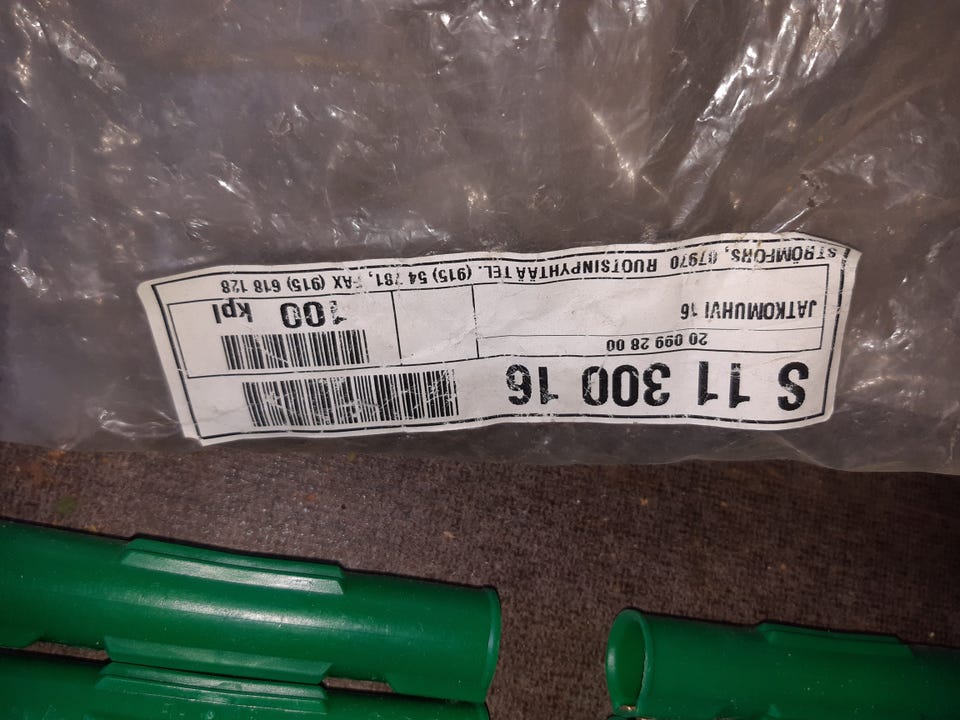 S 11 300 16
20 099 28 00
JATKOMUHVI 16
100 kpl
STRÖMFORS, 07970 RUOTSINPYHTÄÄ TEL. (915) 54 781, FAX (915) 618 128